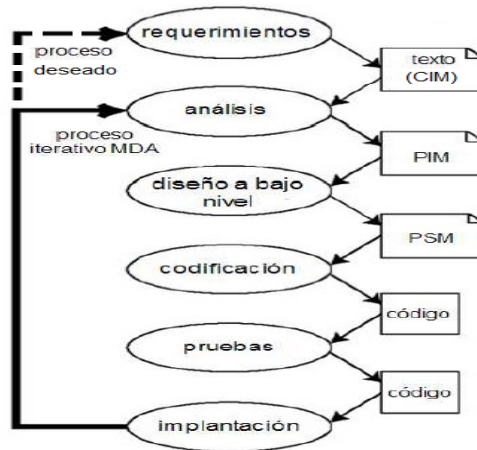 requerimientos
proceso
deseado
texto
(CIM)
análisis
proceso
iterativo MDA
PIM
diseño a bajo
nivel
PSM
codificación
código
pruebas
código
implantación